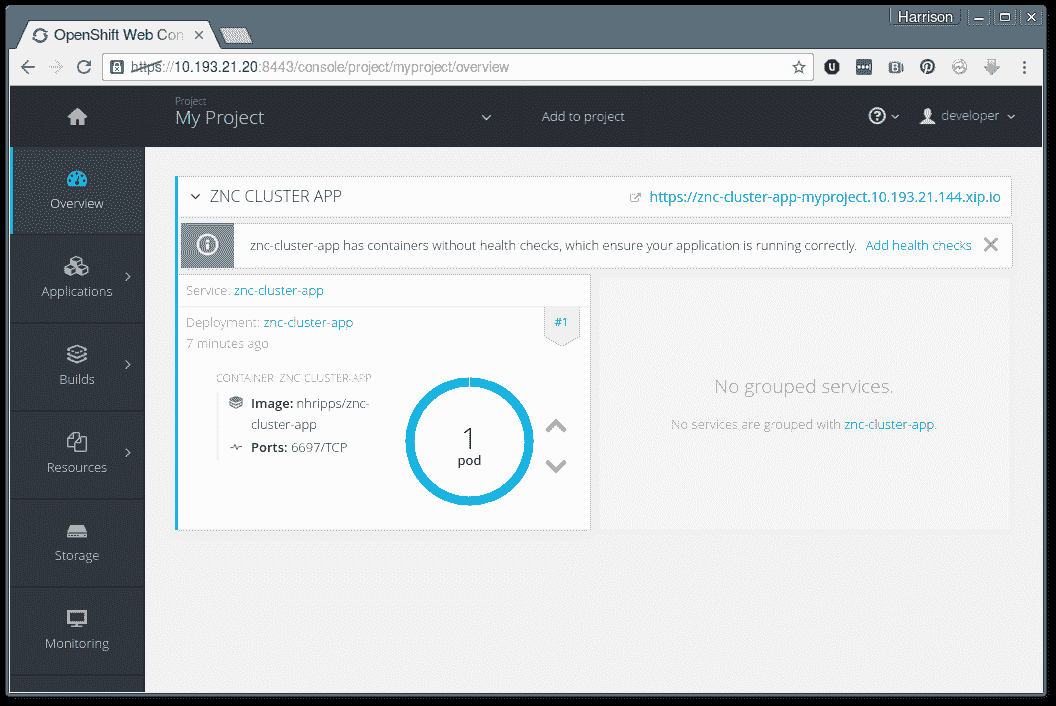 Harrison
OpenShift Web Con
https://10.193.21.20:8443/console/project/myproject/overview
Project
My Project
Add to project
developer
Overview
Applications
Builds
Resources
Storage
Monitoring
ZNC CLUSTER APP
https://znc-cluster-app-myproject.10.193.21.144.xip.io
znc-cluster-app has containers without health checks, which ensure your application is running correctly. Add health checks
Service: znc-cluster-app
Deployment: znc-cluster-app
#1
7 minutes ago
CONTAINER: ZNC-CLUSTER-APP
Image: nhripps/znc-
cluster-app
Ports: 6697/TCP
1
pod
No grouped services.
No services are grouped with znc-cluster-app.